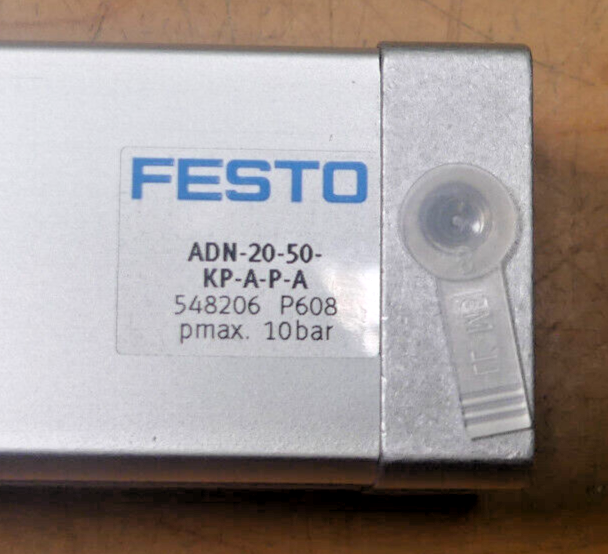 FESTO
ADN-20-50-
KP-A-P-A
548206 P608
pmax. 10bar